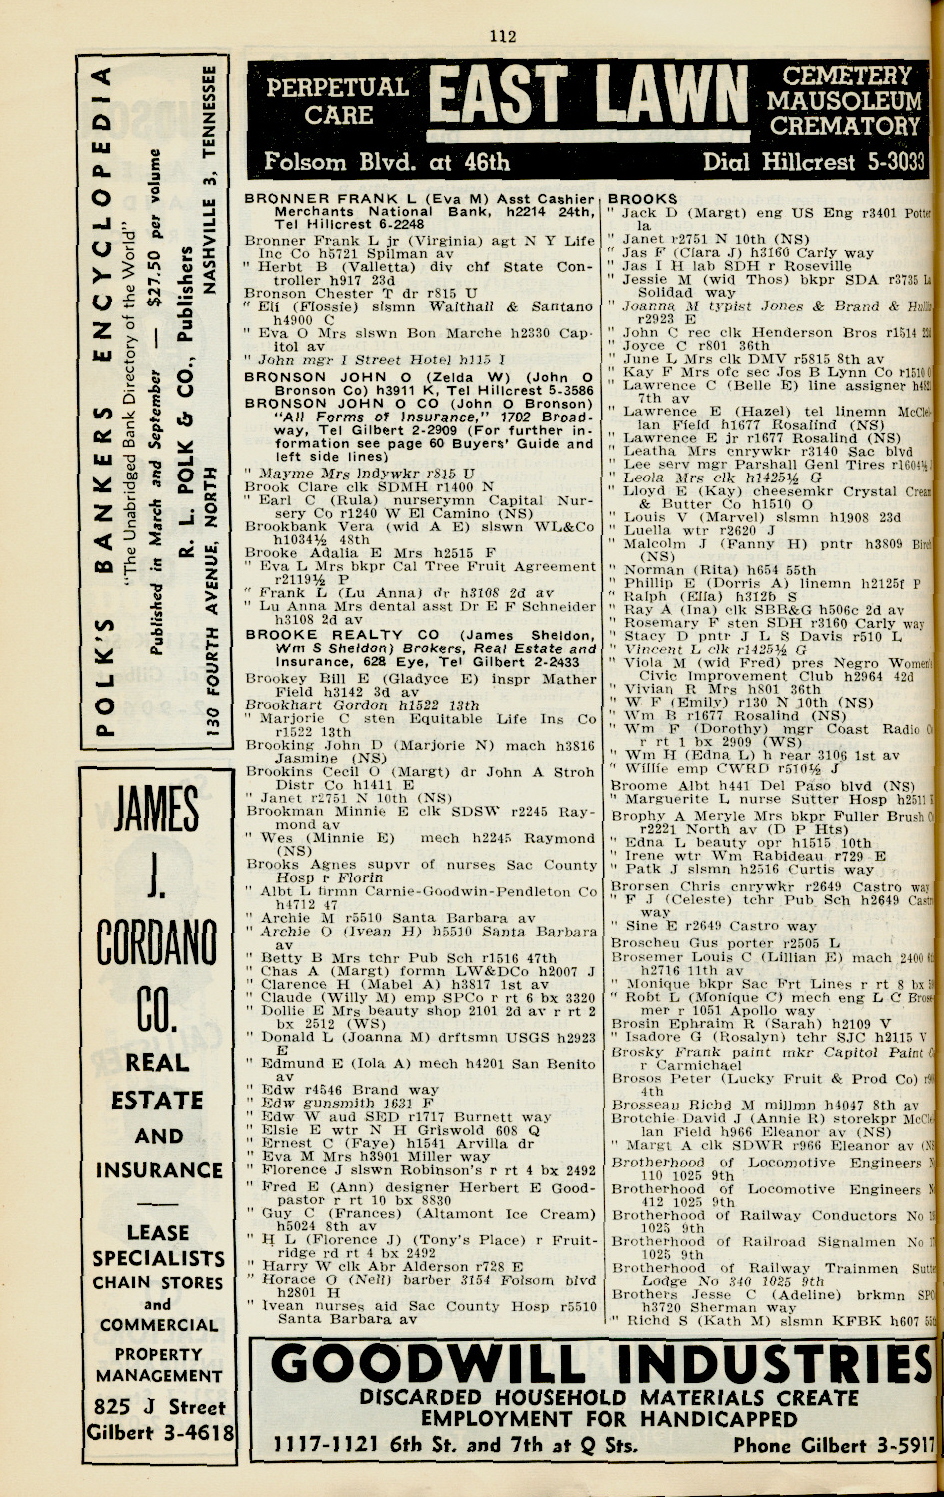 112
POLK'S BANKERS ENCYCLOPEDIA
"The Unabridged Bank Directory of the World"
Published in March and September — $27.50 per volume
R. L. POLK & CO., Publishers
130 FOURTH AVENUE, NORTH NASHVILLE 3, TENNESSEE
JAMES
J.
CORDANO
CO.
REAL
ESTATE
AND
INSURANCE
LEASE
SPECIALISTS
CHAIN STORES
and
COMMERCIAL
PROPERTY
MANAGEMENT
825 J Street
Gilbert 3-4618
PERPETUAL
CARE
EAST LAWN
CEMETERY
MAUSOLEUM
CREMATORY
Folsom Blvd. at 46th
Dial Hillcrest 5-3033
BRONNER FRANK L (Eva M) Asst Cashier
Merchants National Bank, h2214 24th,
Tel Hillcrest 6-2248
Bronner Frank L jr (Virginia) agt N Y Life
Inc Co h5721 Spilman av
" Herbt B (Valletta) div chf State Con-
troller h917 23d
Bronson Chester T dr r815 U
" Eli (Flossie) slsmn Walthall & Santano
h4900 C
" Eva O Mrs slswn Bon Marche h2330 Cap-
itol av
" John mgr I Street Hotel h115 I
BRONSON JOHN O (Zelda W) (John O
Bronson Co) h3911 K, Tel Hillcrest 5-3586
BRONSON JOHN O CO (John O Bronson)
"All Forms of Insurance," 1702 Broad-
way, Tel Gilbert 2-2909 (For further in-
formation see page 60 Buyers' Guide and
left side lines)
" Mayme Mrs indywkr r815 U
Brook Clare clk SDMH r1400 N
" Earl C (Rula) nurserymn Capital Nur-
sery Co r1240 W El Camino (NS)
Brookbank Vera (wid A E) slswn WL&Co
h1034½ 48th
Brooke Adalia E Mrs h2515 F
" Eva L Mrs bkpr Cal Tree Fruit Agreement
r2119½ P
" Frank L (Lu Anna) dr h3108 2d av
" Lu Anna Mrs dental asst Dr E F Schneider
h3108 2d av
BROOKE REALTY CO (James Sheldon,
Wm S Sheldon) Brokers, Real Estate and
Insurance, 628 Eye, Tel Gilbert 2-2433
Brookey Bill E (Gladyce E) inspr Mather
Field h3142 3d av
Brookhart Gordon h1522 13th
" Marjorie C sten Equitable Life Ins Co
r1522 13th
Brooking John D (Marjorie N) mach h3816
Jasmine (NS)
Brookins Cecil O (Margt) dr John A Stroh
Distr Co h1411 E
" Janet r2751 N 10th (NS)
Brookman Minnie E clk SDSW r2245 Ray-
mond av
" Wes (Minnie E) mech h2245 Raymond
(NS)
Brooks Agnes supvr of nurses Sac County
Hosp r Florin
" Albt L firmn Carnie-Goodwin-Pendleton Co
h4712 47
" Archie M r5510 Santa Barbara av
" Archie O (Ivean H) h5510 Santa Barbara
av
" Betty B Mrs tchr Pub Sch r1516 47th
" Chas A (Margt) formn LW&DCo h2007 J
" Clarence H (Mabel A) h3817 1st av
" Claude (Willy M) emp SPCo r rt 6 bx 3320
" Dollie E Mrs beauty shop 2101 2d av r rt 2
bx 2512 (WS)
" Donald L (Joanna M) drftsmn USGS h2923
E
" Edmund E (Iola A) mech h4201 San Benito
av
" Edw r4546 Brand way
" Edw gunsmith 1631 F
" Edw W aud SED r1717 Burnett way
" Elsie E wtr N H Griswold 608 Q
" Ernest C (Faye) h1541 Arvilla dr
" Eva M Mrs h3901 Miller way
" Florence J slswn Robinson's r rt 4 bx 2492
" Fred E (Ann) designer Herbert E Good-
pastor r rt 10 bx 8830
" Guy C (Frances) (Altamont Ice Cream)
h5024 8th av
" H L (Florence J) (Tony's Place) r Fruit-
ridge rd rt 4 bx 2492
" Harry W clk Abr Alderson r728 E
" Horace O (Nell) barber 3154 Folsom blvd
h2801 H
" Ivean nurses aid Sac County Hosp r5510
Santa Barbara av
BROOKS
" Jack D (Margt) eng US Eng r3401 Potter
la
" Janet r2751 N 10th (NS)
" Jas F (Clara J) h3160 Carly way
" Jas I H lab SDH r Roseville
" Jessie M (wid Thos) bkpr SDA r3735 La
Solidad way
" Joanna M typist Jones & Brand &
r2923 E
" John C rec clk Henderson Bros r1514
" Joyce C r801 36th
" June L Mrs clk DMV r5815 8th av
" Kay F Mrs ofc sec Jos B Lynn Co r1510 O
" Lawrence C (Belle E) line assigner
7th av
" Lawrence E (Hazel) tel linemn McClel-
lan Field h1677 Rosalind (NS)
" Lawrence E jr r1677 Rosalind (NS)
" Leatha Mrs cnrywkr r3140 Sac blvd
" Lee serv mgr Parshall Genl Tires r1604½
" Leola Mrs clk h1425½ G
" Lloyd E (Kay) cheesemkr Crystal Cream
& Butter Co h1510 O
" Louis V (Marvel) slsmn h1908 23d
" Luella wtr r2620 J
" Malcolm J (Fanny H) pntr h3809 Birch
(NS)
" Norman (Rita) h654 55th
" Phillip E (Dorris A) linemn h2125f P
" Ralph (Ella) h312b S
" Ray A (Ina) clk SBB&G h506c 2d av
" Rosemary F sten SDH r3160 Carly way
" Stacy D pntr J L S Davis r510 L
" Vincent L clk r1425½ G
" Viola M (wid Fred) pres Negro Women's
Civic Improvement Club h2964 42d
" Vivian R Mrs h801 36th
" W F (Emily) r130 N 10th (NS)
" Wm B r1677 Rosalind (NS)
" Wm F (Dorothy) mgr Coast Radio
r rt 1 bx 2909 (WS)
" Wm H (Edna L) h rear 3106 1st av
" Willie emp CWRD r510½ J
Broome Albt h441 Del Paso blvd (NS)
" Marguerite L nurse Sutter Hosp h2511
Brophy A Meryle Mrs bkpr Fuller Brush
r2221 North av (D P Hts)
" Edna L beauty opr h1515 10th
" Irene wtr Wm Rabideau r729 E
" Patk J slsmn h2516 Curtis way
Brorsen Chris cnrywkr r2649 Castro way
" F J (Celeste) tchr Pub Sch h2649 Castro
way
" Sine E r2649 Castro way
Broscheu Gus porter r2505 L
Brosemer Louis C (Lillian E) mach 2400
h2716 11th av
" Monique bkpr Sac Frt Lines r rt 8 bx
" Robt L (Monique C) mech eng L C Brose-
mer r 1051 Apollo way
Brosin Ephraim R (Sarah) h2109 V
" Isadore G (Rosalyn) tchr SJC h2115 V
Brosky Frank paint mkr Capitol Paint
r Carmichael
Brosos Peter (Lucky Fruit & Prod Co)
4th
Brosseau Richd M millmn h4047 8th av
Brotchie David J (Annie R) storekpr McClel-
lan Field h966 Eleanor av (NS)
" Margt A clk SDWR r966 Eleanor av (NS
Brotherhood of Locomotive Engineers
110 1025 9th
Brotherhood of Locomotive Engineers
412 1025 9th
Brotherhood of Railway Conductors No
1025 9th
Brotherhood of Railroad Signalmen No
1025 9th
Brotherhood of Railway Trainmen
Lodge No 340 1025 9th
Brothers Jesse C (Adeline) brkmn SPCo
h3720 Sherman way
" Richd S (Kath M) slsmn KFBK h607
GOODWILL INDUSTRIES
DISCARDED HOUSEHOLD MATERIALS CREATE
EMPLOYMENT FOR HANDICAPPED
1117-1121 6th St. and 7th at Q Sts.
Phone Gilbert 3-5917